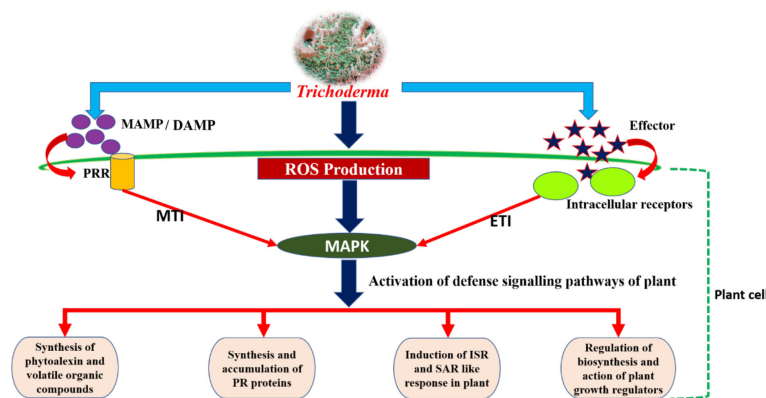 Trichoderma
MAMP / DAMP
Effector
PRR
ROS Production
Intracellular receptors
MTI
ETI
MAPK
Activation of defense signalling pathways of plant
Plant cell
Synthesis of
phytoalexin and
volatile organic
compounds
Synthesis and
accumulation of
PR proteins
Induction of ISR
and SAR like
response in plant
Regulation of
biosynthesis and
action of plant
growth regulators